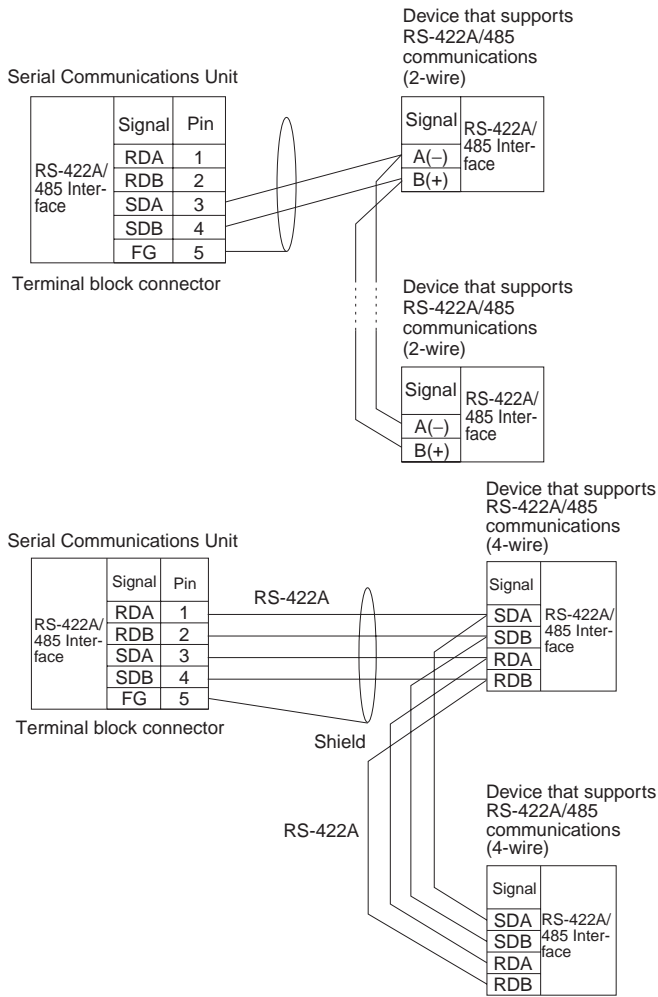 Device that supports
RS-422A/485
communications
(2-wire)
Serial Communications Unit
Signal Pin
RS-422A/
485 Inter-
face
RDA 1
RDB 2
SDA 3
SDB 4
FG 5
Terminal block connector
Signal
A(−)
B(+)
RS-422A/
485 Inter-
face
Device that supports
RS-422A/485
communications
(2-wire)
Signal
A(−)
B(+)
RS-422A/
485 Inter-
face
Device that supports
RS-422A/485
communications
(4-wire)
Serial Communications Unit
Signal Pin
RS-422A/
485 Inter-
face
RDA 1
RDB 2
SDA 3
SDB 4
FG 5
Terminal block connector
RS-422A
Shield
Signal
SDA
SDB
RDA
RDB
RS-422A/
485 Inter-
face
RS-422A
Device that supports
RS-422A/485
communications
(4-wire)
Signal
SDA
SDB
RDA
RDB
RS-422A/
485 Inter-
face